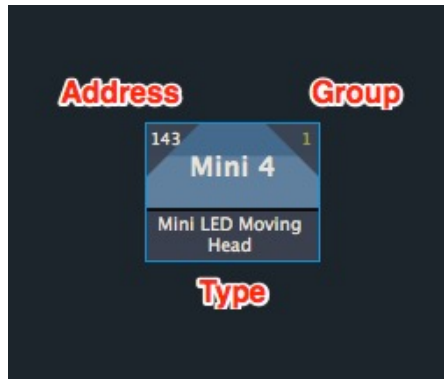 Address
Group
143
1
Mini 4
Mini LED Moving
Head
Type